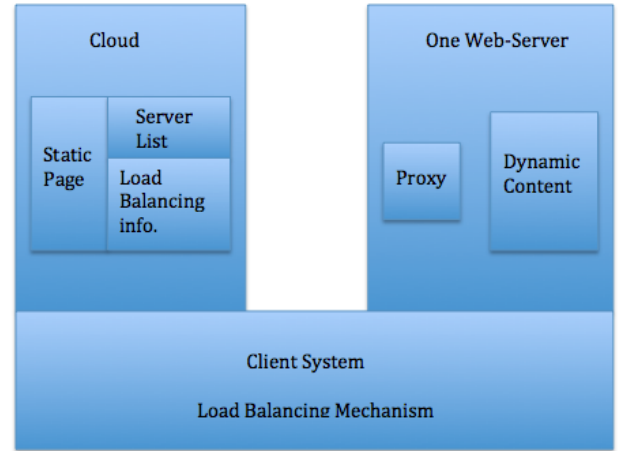 Cloud
Static
Page
Server
List
Load
Balancing
info.
One Web-Server
Proxy
Dynamic
Content
Client System
Load Balancing Mechanism